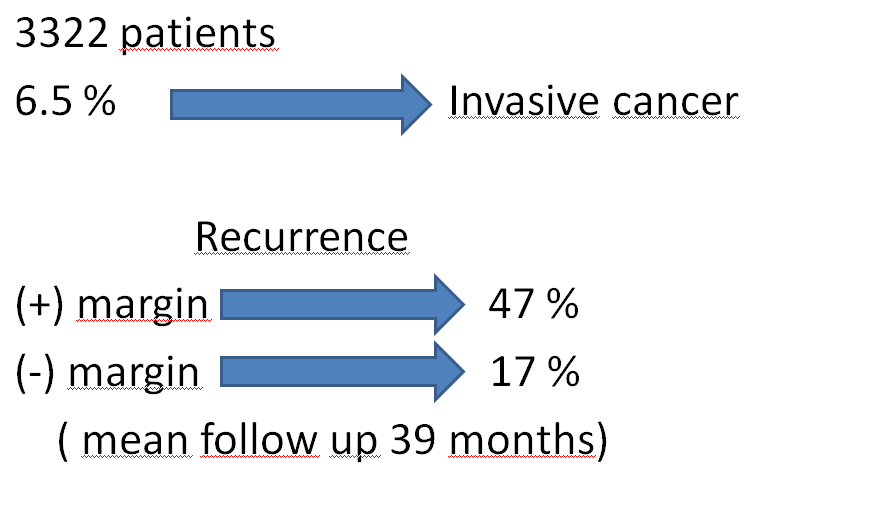 3322 patients
6.5 % Invasive cancer
Recurrence
(+) margin 47 %
(-) margin 17 %
( mean follow up 39 months)